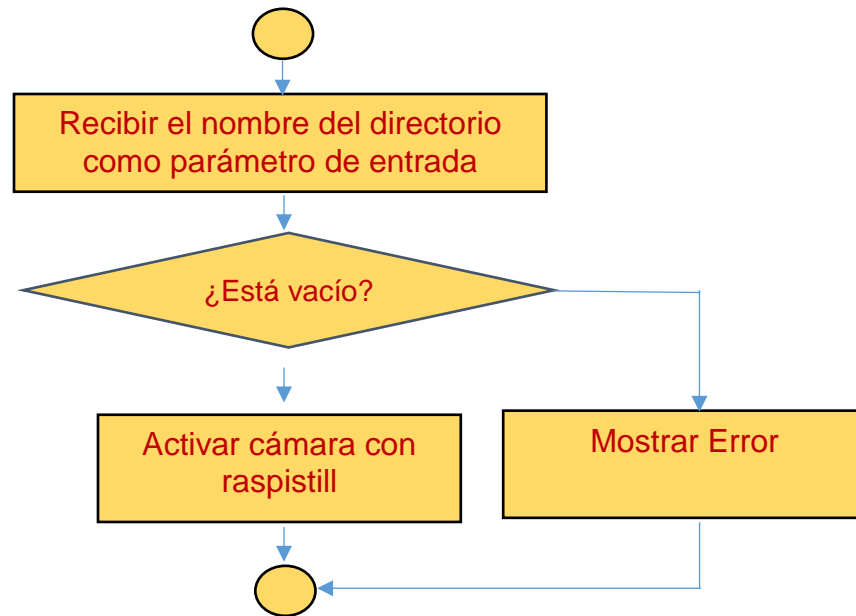 Recibir el nombre del directorio
como parámetro de entrada
¿Está vacío?
Activar cámara con
raspistill
Mostrar Error